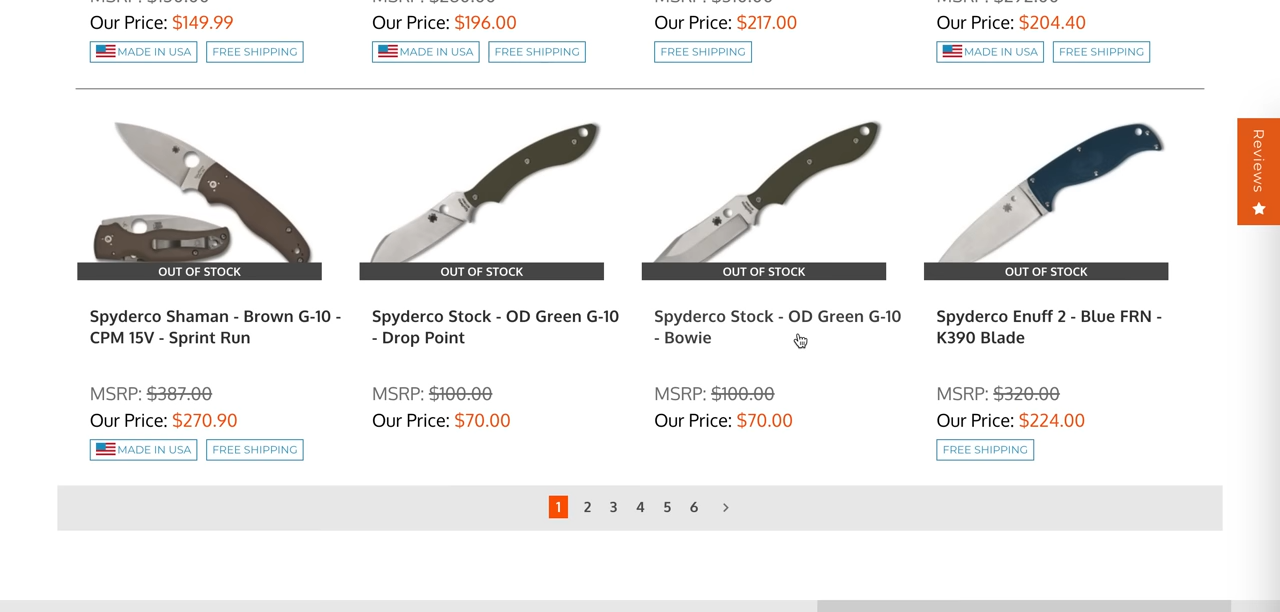 Our Price: $149.99
Our Price: $196.00
Our Price: $217.00
Our Price: $204.40
MADE IN USA FREE SHIPPING
MADE IN USA FREE SHIPPING
FREE SHIPPING
MADE IN USA FREE SHIPPING
Reviews
OUT OF STOCK
OUT OF STOCK
OUT OF STOCK
OUT OF STOCK
Spyderco Shaman - Brown G-10 -
CPM 15V - Sprint Run
Spyderco Stock - OD Green G-10
- Drop Point
Spyderco Stock - OD Green G-10
- Bowie
Spyderco Enuff 2 - Blue FRN -
K390 Blade
MSRP: $387.00
Our Price: $270.90
MADE IN USA FREE SHIPPING
MSRP: $100.00
Our Price: $70.00
MSRP: $100.00
Our Price: $70.00
MSRP: $320.00
Our Price: $224.00
FREE SHIPPING
1 2 3 4 5 6 >